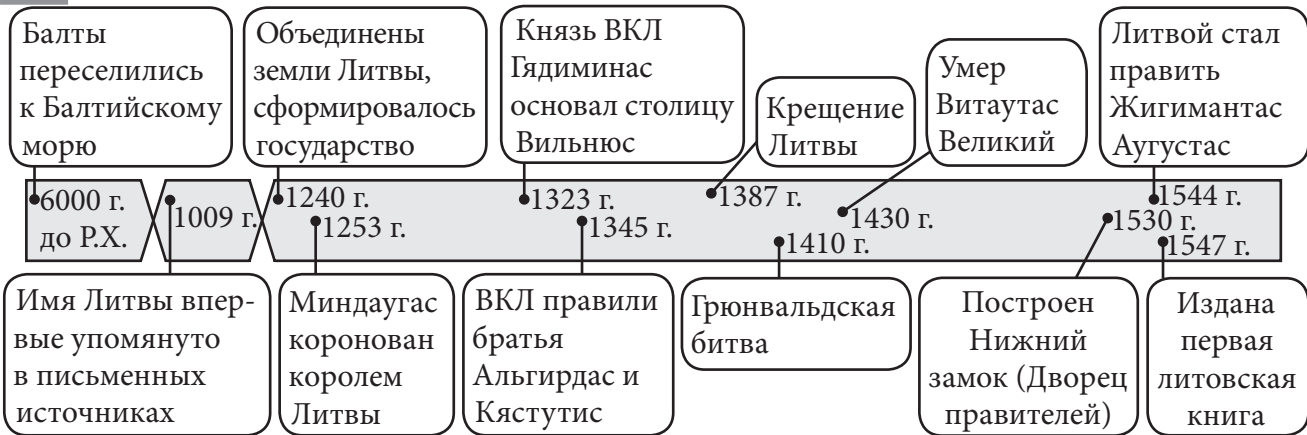 Балты
переселились
к Балтийскому
морю
Объединены
земли Литвы,
сформировалось
государство
Князь ВКЛ
Гядиминас
основал столицу
Вильнюс
Крещение
Литвы
Умер
Витаутас
Великий
Литвой стал
править
Жигимантас
Аугустас
6000 г.
до Р.Х.
1009 г.
1240 г.
1253 г.
1323 г.
1345 г.
1387 г.
1410 г.
1430 г.
1530 г.
1544 г.
1547 г.
Имя Литвы впер-
вые упомянуто
в письменных
источниках
Миндаугас
коронован
королем
Литвы
ВКЛ правили
братья
Альгирдас и
Кястутис
Грюнвальдская
битва
Построен
Нижний
замок (Дворец
правителей)
Издана
первая
литовская
книга